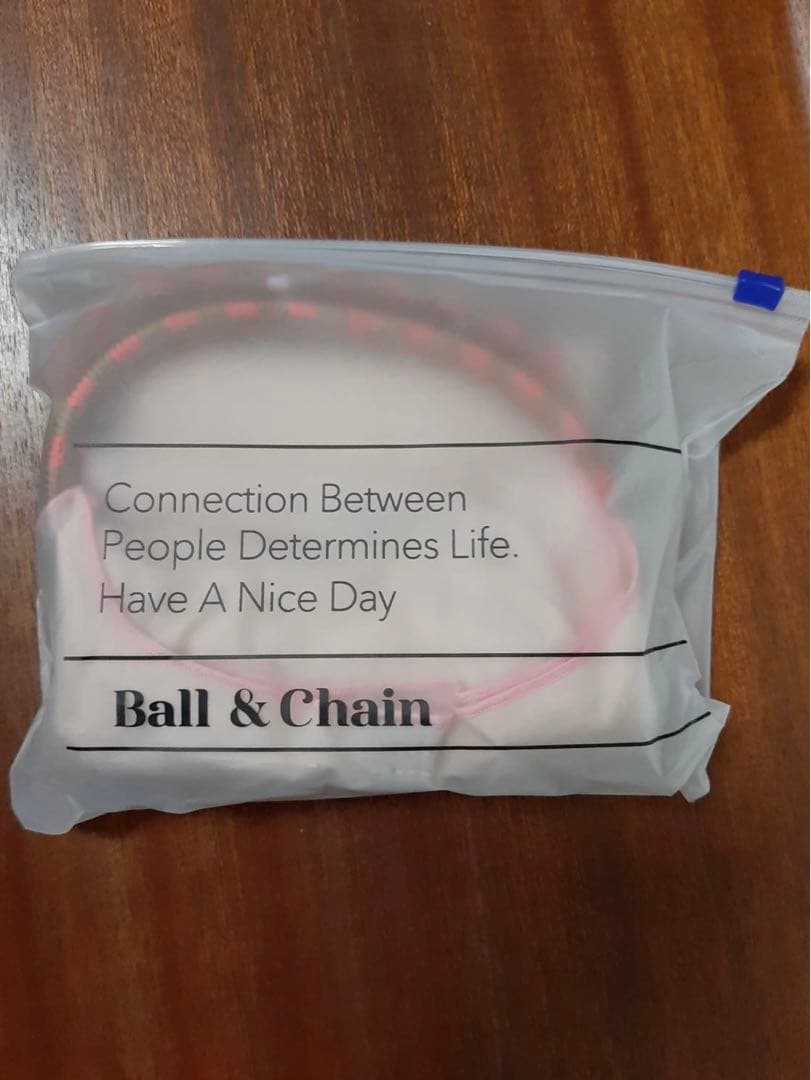 Connection Between
People Determines Life.
Have A Nice Day
Ball & Chain